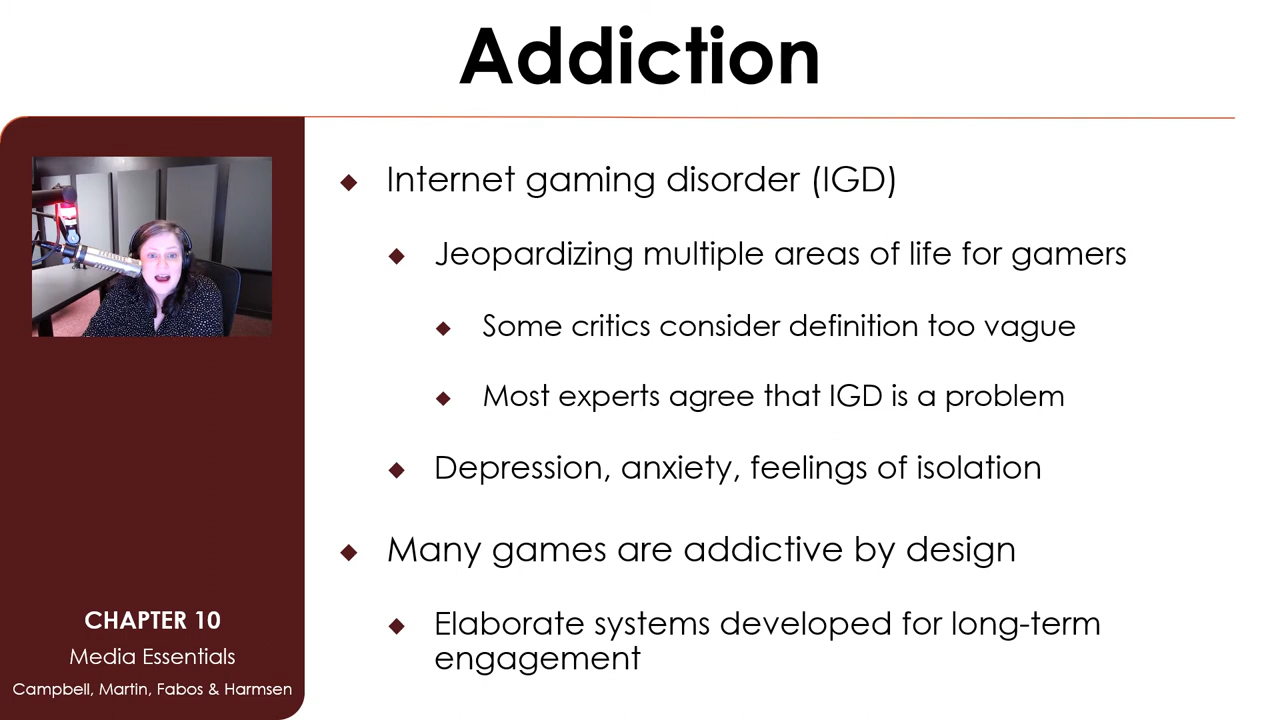 Addiction
Internet gaming disorder (IGD)
Jeopardizing multiple areas of life for gamers
Some critics consider definition too vague
Most experts agree that IGD is a problem
Depression, anxiety, feelings of isolation
Many games are addictive by design
Elaborate systems developed for long-term
engagement
CHAPTER 10
Media Essentials
Campbell, Martin, Fabos & Harmsen